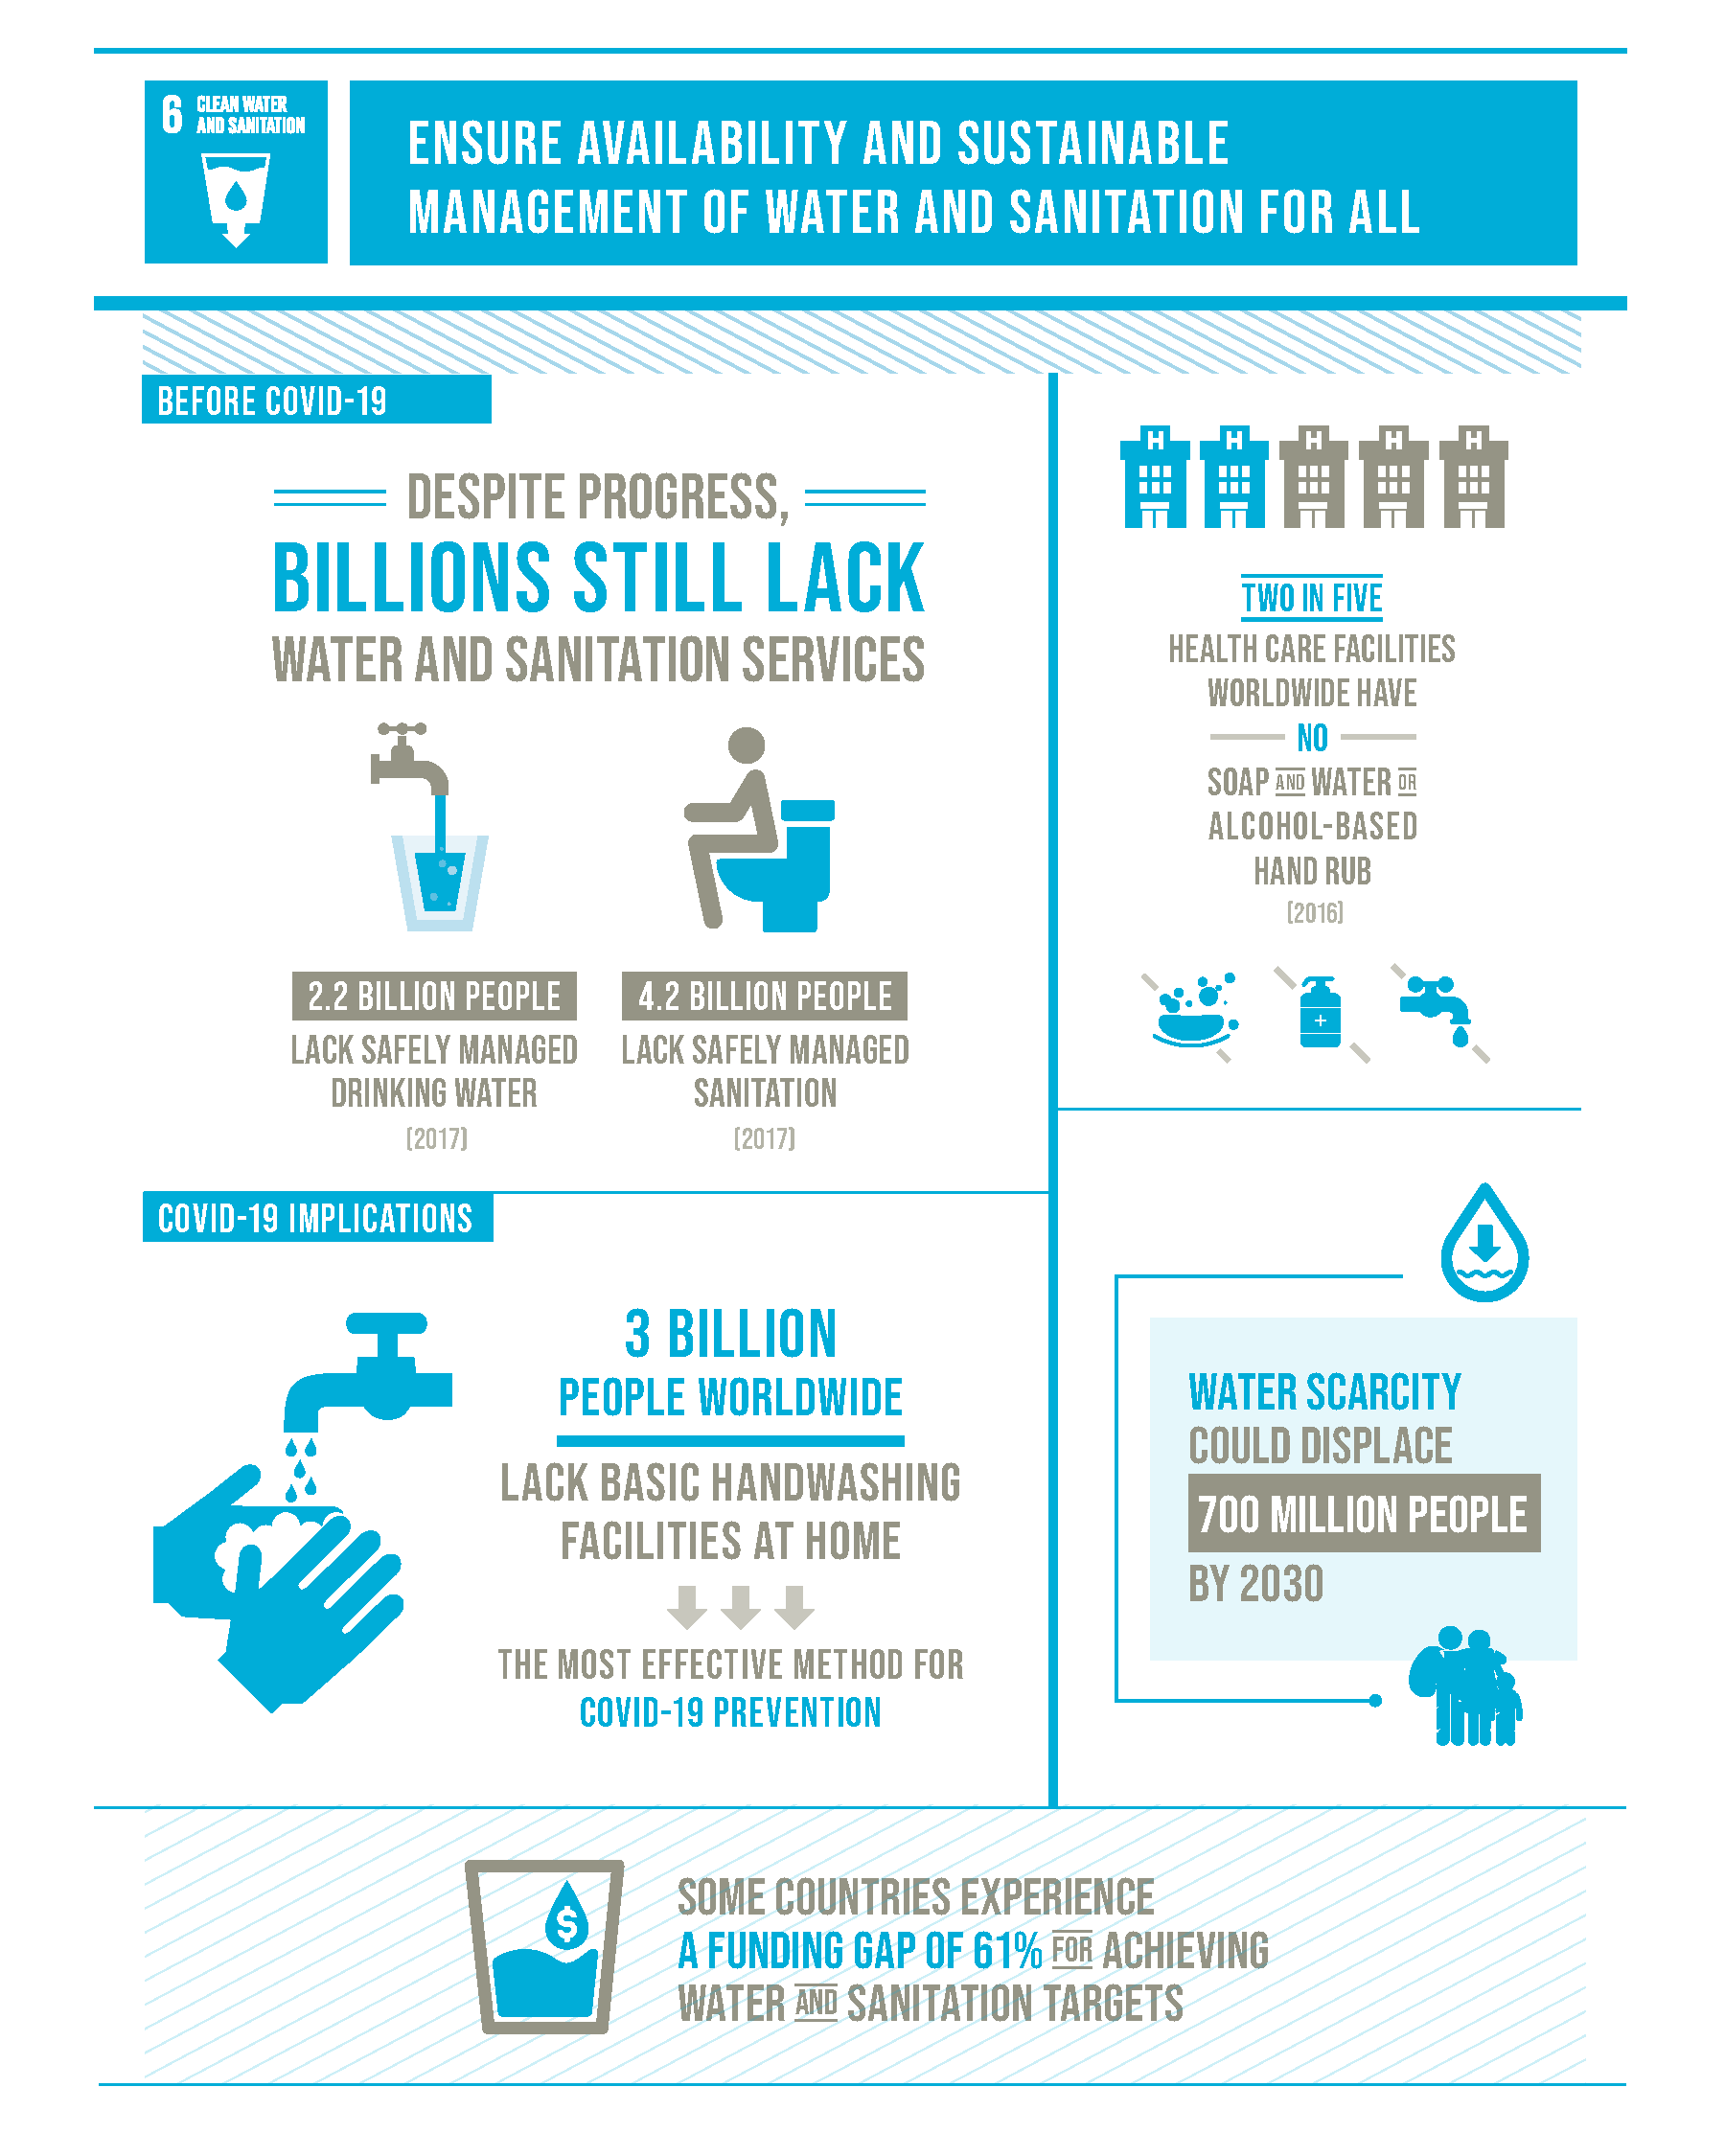 6 CLEAN WATER
AND SANITATION
ENSURE AVAILABILITY AND SUSTAINABLE
MANAGEMENT OF WATER AND SANITATION FOR ALL
BEFORE COVID-19
DESPITE PROGRESS,
BILLIONS STILL LACK
WATER AND SANITATION SERVICES
2.2 BILLION PEOPLE
LACK SAFELY MANAGED
DRINKING WATER
(2017)
4.2 BILLION PEOPLE
LACK SAFELY MANAGED
SANITATION
(2017)
H H H H H
TWO IN FIVE
HEALTH CARE FACILITIES
WORLDWIDE HAVE
NO
SOAP AND WATER OR
ALCOHOL-BASED
HAND RUB
(2016)
COVID-19 IMPLICATIONS
3 BILLION
PEOPLE WORLDWIDE
LACK BASIC HANDWASHING
FACILITIES AT HOME
THE MOST EFFECTIVE METHOD FOR
COVID-19 PREVENTION
WATER SCARCITY
COULD DISPLACE
700 MILLION PEOPLE
BY 2030
$
SOME COUNTRIES EXPERIENCE
A FUNDING GAP OF 61% FOR ACHIEVING
WATER AND SANITATION TARGETS